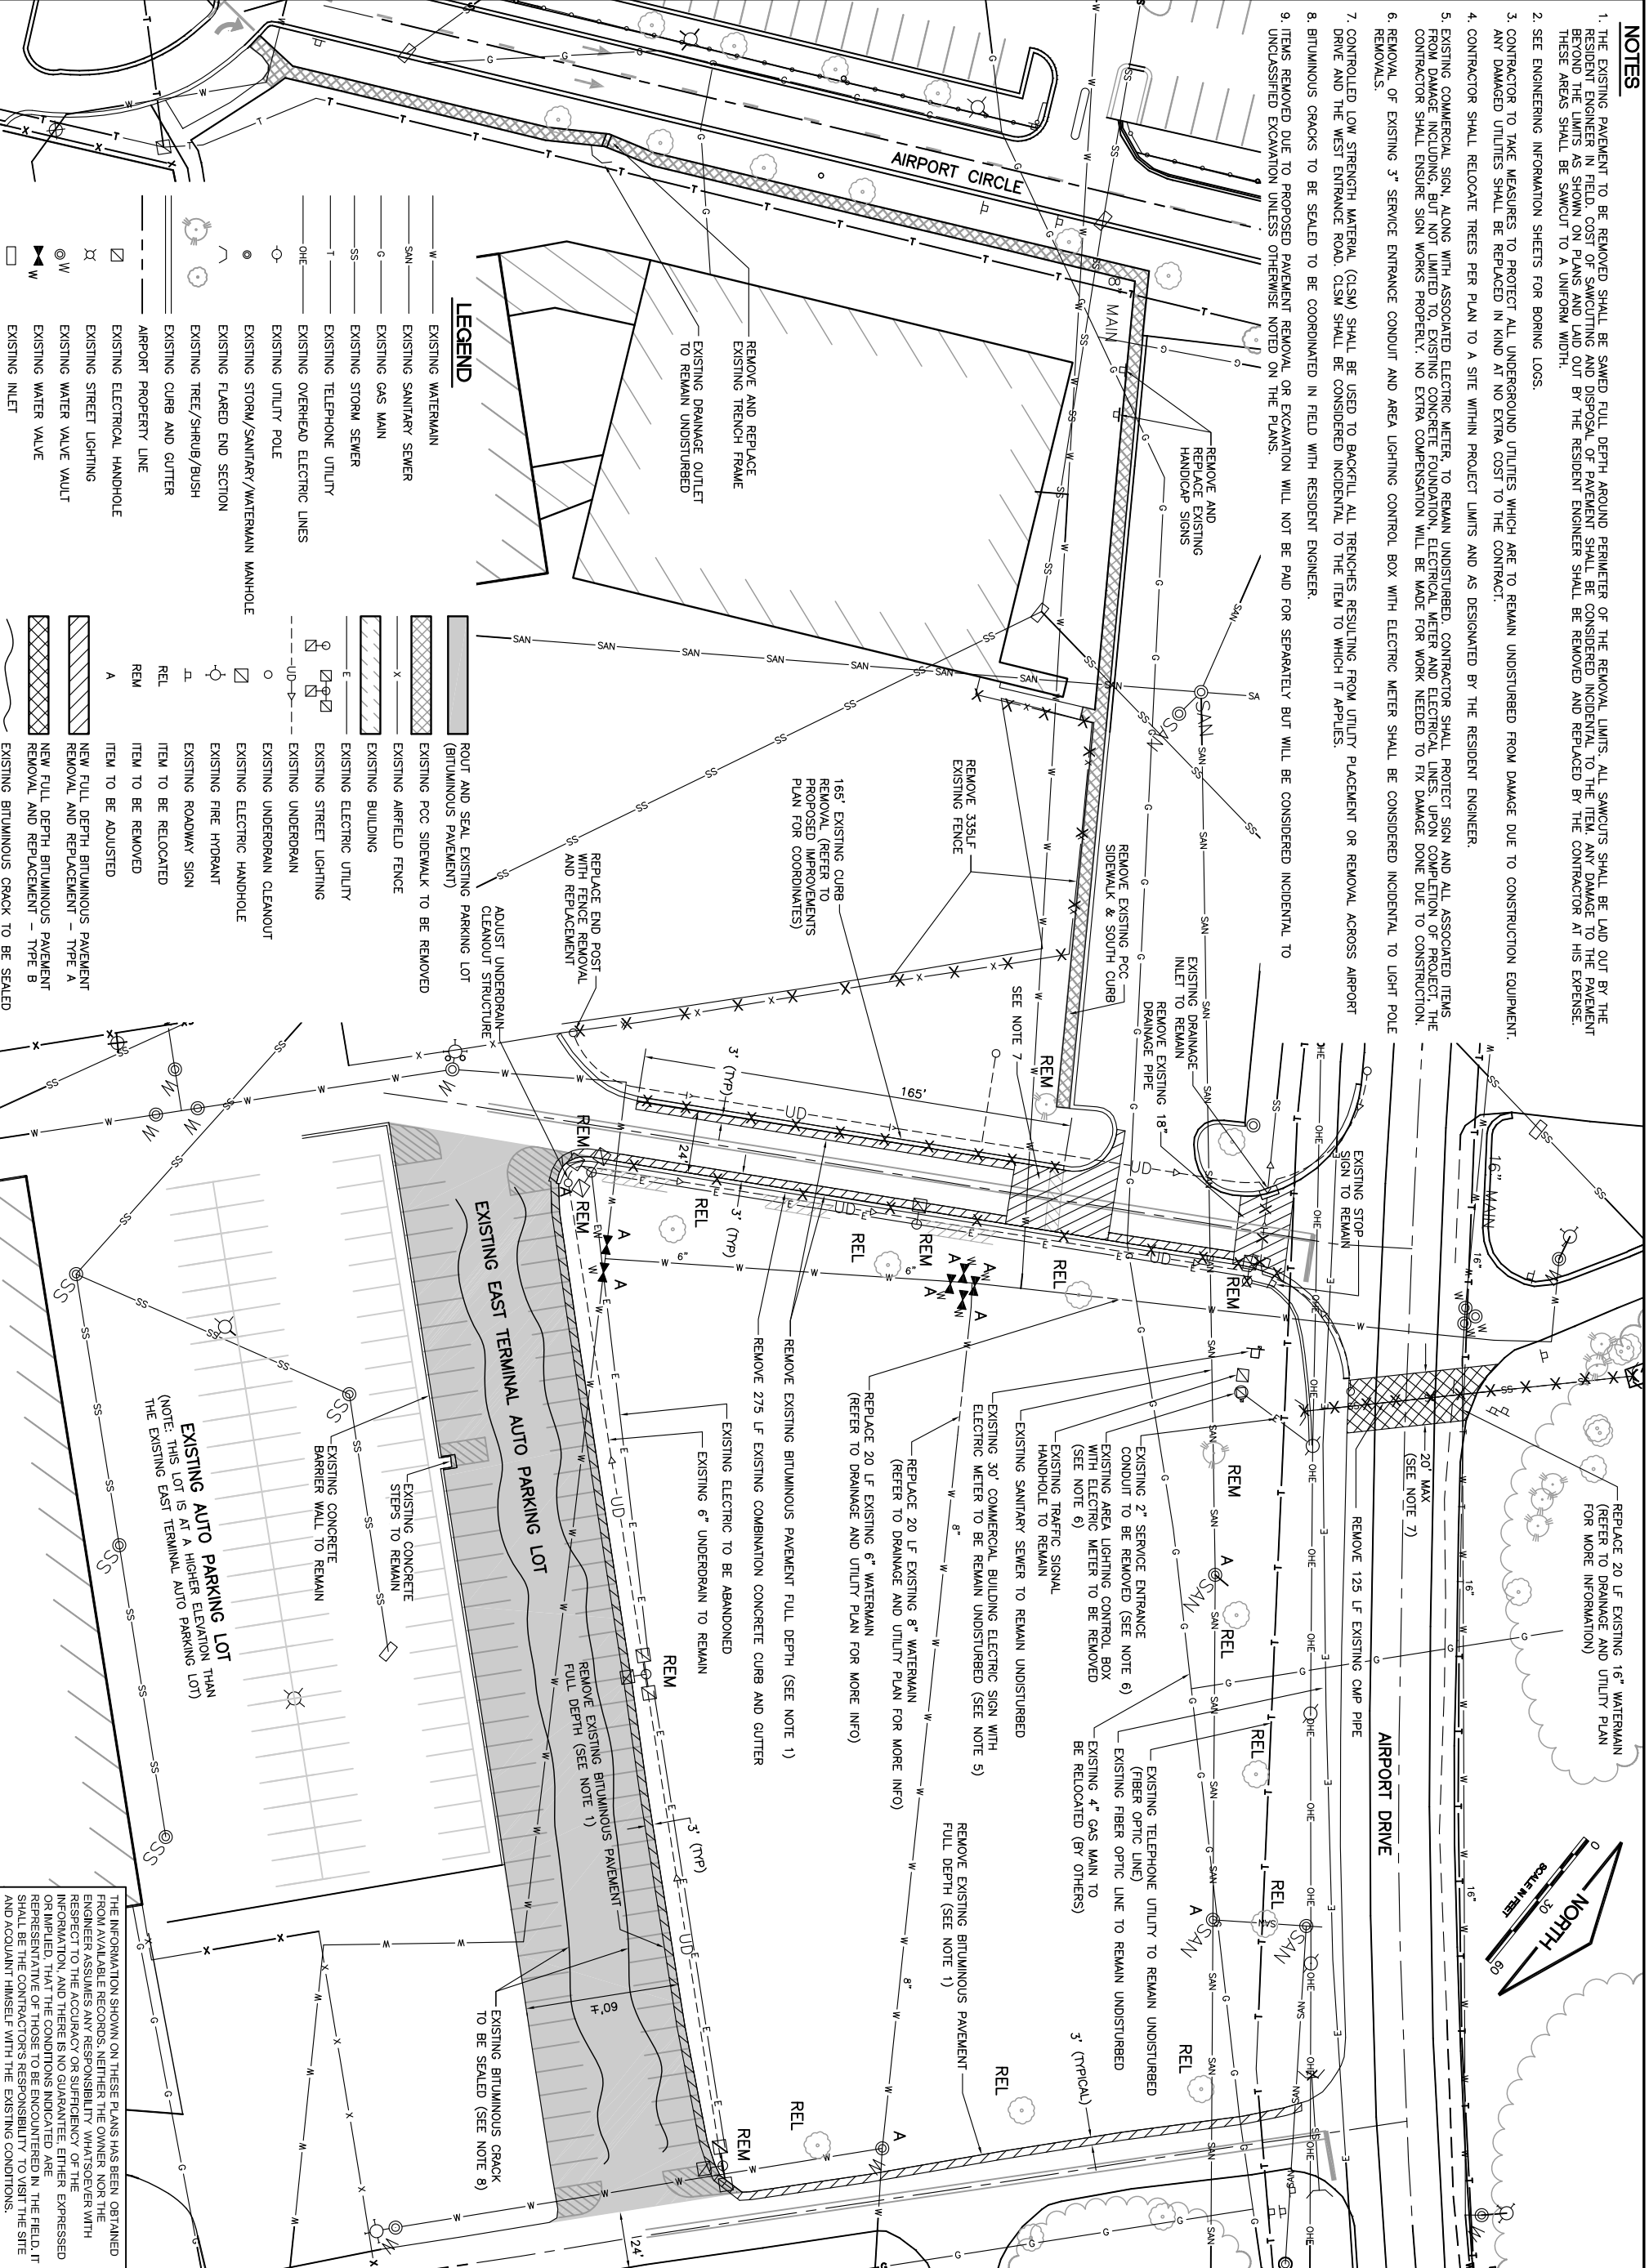 NOTES
1. THE EXISTING PAVEMENT TO BE REMOVED SHALL BE SAWED FULL DEPTH AROUND PERIMETER OF THE REMOVAL LIMITS. ALL SAWCUTS SHALL BE LAID OUT BY THE
RESIDENT ENGINEER IN FIELD. COST OF SAWCUTTING AND DISPOSAL OF PAVEMENT SHALL BE CONSIDERED INCIDENTAL TO THE ITEM. ANY DAMAGE TO THE PAVEMENT
BEYOND THE LIMITS AS SHOWN ON PLANS AND LAID OUT BY THE RESIDENT ENGINEER SHALL BE REMOVED AND REPLACED BY THE CONTRACTOR AT HIS EXPENSE.
THESE AREAS SHALL BE SAWCUT TO A UNIFORM WIDTH.
2. SEE ENGINEERING INFORMATION SHEETS FOR BORING LOGS.
3. CONTRACTOR TO TAKE MEASURES TO PROTECT ALL UNDERGROUND UTILITIES WHICH ARE TO REMAIN UNDISTURBED FROM DAMAGE DUE TO CONSTRUCTION EQUIPMENT.
ANY DAMAGED UTILITIES SHALL BE REPLACED IN KIND AT NO EXTRA COST TO THE CONTRACT.
4. CONTRACTOR SHALL RELOCATE TREES PER PLAN TO A SITE WITHIN PROJECT LIMITS AND AS DESIGNATED BY THE RESIDENT ENGINEER.
5. EXISTING COMMERCIAL SIGN, ALONG WITH ASSOCIATED ELECTRIC METER, TO REMAIN UNDISTURBED. CONTRACTOR SHALL PROTECT SIGN AND ALL ASSOCIATED ITEMS
FROM DAMAGE INCLUDING, BUT NOT LIMITED TO, EXISTING CONCRETE FOUNDATION, ELECTRICAL METER AND ELECTRICAL LINES. UPON COMPLETION OF PROJECT, THE
CONTRACTOR SHALL ENSURE SIGN WORKS PROPERLY. NO EXTRA COMPENSATION WILL BE MADE FOR WORK NEEDED TO FIX DAMAGE DONE DUE TO CONSTRUCTION.
6. REMOVAL OF EXISTING 3" SERVICE ENTRANCE CONDUIT AND AREA LIGHTING CONTROL BOX WITH ELECTRIC METER SHALL BE CONSIDERED INCIDENTAL TO LIGHT POLE
REMOVALS.
7. CONTROLLED LOW STRENGTH MATERIAL (CLSM) SHALL BE USED TO BACKFILL ALL TRENCHES RESULTING FROM UTILITY PLACEMENT OR REMOVAL ACROSS AIRPORT
DRIVE AND THE WEST ENTRANCE ROAD. CLSM SHALL BE CONSIDERED INCIDENTAL TO THE ITEM TO WHICH IT APPLIES.
8. BITUMINOUS CRACKS TO BE SEALED TO BE COORDINATED IN FIELD WITH RESIDENT ENGINEER.
9. ITEMS REMOVED DUE TO PROPOSED PAVEMENT REMOVAL OR EXCAVATION WILL NOT BE PAID FOR SEPARATELY BUT WILL BE CONSIDERED INCIDENTAL TO
UNCLASSIFIED EXCAVATION UNLESS OTHERWISE NOTED ON THE PLANS.
AIRPORT CIRCLE
8" MAIN
REMOVE AND
REPLACE EXISTING
HANDICAP SIGNS
REMOVE AND REPLACE
EXISTING TRENCH FRAME
EXISTING DRAINAGE OUTLET
TO REMAIN UNDISTURBED
REMOVE 335LF
EXISTING FENCE
REMOVE EXISTING PCC
SIDEWALK & SOUTH CURB
165' EXISTING CURB
REMOVAL (REFER TO
PROPOSED IMPROVEMENTS
PLAN FOR COORDINATES)
REPLACE END POST
WITH FENCE REMOVAL
AND REPLACEMENT
ADJUST UNDERDRAIN
CLEANOUT STRUCTURE
SEE NOTE 7
EXISTING DRAINAGE
INLET TO REMAIN
REMOVE EXISTING 18"
DRAINAGE PIPE
EXISTING STOP
SIGN TO REMAIN
16" MAIN
REM
165'
3' (TYP)
24'
3' (TYP)
REM
REM
REL
REL
REM
REL
REM
REPLACE 20 LF EXISTING 16" WATERMAIN
(REFER TO DRAINAGE AND UTILITY PLAN
FOR MORE INFORMATION)
20' MAX
(SEE NOTE 7)
REMOVE 125 LF EXISTING CMP PIPE
AIRPORT DRIVE
NORTH
0 30 60
SCALE IN FEET
EXISTING 2" SERVICE ENTRANCE
CONDUIT TO BE REMOVED (SEE NOTE 6)
EXISTING AREA LIGHTING CONTROL BOX
WITH ELECTRIC METER TO BE REMOVED
(SEE NOTE 6)
EXISTING TRAFFIC SIGNAL
HANDHOLE TO REMAIN
EXISTING SANITARY SEWER TO REMAIN UNDISTURBED
EXISTING 30' COMMERCIAL BUILDING ELECTRIC SIGN WITH
ELECTRIC METER TO BE REMAIN UNDISTURBED (SEE NOTE 5)
REPLACE 20 LF EXISTING 8" WATERMAIN
(REFER TO DRAINAGE AND UTILITY PLAN FOR MORE INFO)
REPLACE 20 LF EXISTING 6" WATERMAIN
(REFER TO DRAINAGE AND UTILITY PLAN FOR MORE INFO)
REMOVE EXISTING BITUMINOUS PAVEMENT FULL DEPTH (SEE NOTE 1)
REMOVE 275 LF EXISTING COMBINATION CONCRETE CURB AND GUTTER
EXISTING ELECTRIC TO BE ABANDONED
EXISTING 6" UNDERDRAIN TO REMAIN
REM
REL
REL
REL
REL
REL
REL
REM
REM
EXISTING TELEPHONE UTILITY TO REMAIN UNDISTURBED
(FIBER OPTIC LINE)
EXISTING FIBER OPTIC LINE TO REMAIN UNDISTURBED
EXISTING 4" GAS MAIN TO
BE RELOCATED (BY OTHERS)
REMOVE EXISTING BITUMINOUS PAVEMENT
FULL DEPTH (SEE NOTE 1)
3' (TYPICAL)
REMOVE EXISTING BITUMINOUS PAVEMENT
FULL DEPTH (SEE NOTE 1)
3' (TYP)
60'±
24'
EXISTING BITUMINOUS CRACK
TO BE SEALED (SEE NOTE 8)
EXISTING EAST TERMINAL AUTO PARKING LOT
EXISTING CONCRETE
STEPS TO REMAIN
EXISTING CONCRETE
BARRIER WALL TO REMAIN
EXISTING AUTO PARKING LOT
(NOTE: THIS LOT IS AT A HIGHER ELEVATION THAN
THE EXISTING EAST TERMINAL AUTO PARKING LOT)
LEGEND
W EXISTING WATERMAIN
SAN EXISTING SANITARY SEWER
G EXISTING GAS MAIN
SS EXISTING STORM SEWER
T EXISTING TELEPHONE UTILITY
OHE EXISTING OVERHEAD ELECTRIC LINES
EXISTING UTILITY POLE
EXISTING STORM/SANITARY/WATERMAIN MANHOLE
EXISTING FLARED END SECTION
EXISTING TREE/SHRUB/BUSH
EXISTING CURB AND GUTTER
AIRPORT PROPERTY LINE
EXISTING ELECTRICAL HANDHOLE
EXISTING STREET LIGHTING
W EXISTING WATER VALVE VAULT
W EXISTING WATER VALVE
EXISTING INLET
ROUT AND SEAL EXISTING PARKING LOT
(BITUMINOUS PAVEMENT)
EXISTING PCC SIDEWALK TO BE REMOVED
X EXISTING AIRFIELD FENCE
EXISTING BUILDING
E EXISTING ELECTRIC UTILITY
EXISTING STREET LIGHTING
UD EXISTING UNDERDRAIN
EXISTING UNDERDRAIN CLEANOUT
EXISTING ELECTRIC HANDHOLE
EXISTING FIRE HYDRANT
EXISTING ROADWAY SIGN
REL ITEM TO BE RELOCATED
REM ITEM TO BE REMOVED
A ITEM TO BE ADJUSTED
NEW FULL DEPTH BITUMINOUS PAVEMENT
REMOVAL AND REPLACEMENT - TYPE A
NEW FULL DEPTH BITUMINOUS PAVEMENT
REMOVAL AND REPLACEMENT - TYPE B
EXISTING BITUMINOUS CRACK TO BE SEALED
THE INFORMATION SHOWN ON THESE PLANS HAS BEEN OBTAINED
FROM AVAILABLE RECORDS. NEITHER THE OWNER NOR THE
ENGINEER ASSUMES ANY RESPONSIBILITY WHATSOEVER WITH
RESPECT TO THE ACCURACY OR SUFFICIENCY OF THE
INFORMATION, AND THERE IS NO GUARANTEE, EITHER EXPRESSED
OR IMPLIED, THAT THE CONDITIONS INDICATED ARE
REPRESENTATIVE OF THOSE TO BE ENCOUNTERED IN THE FIELD. IT
SHALL BE THE CONTRACTOR'S RESPONSIBILITY TO VISIT THE SITE
AND ACQUAINT HIMSELF WITH THE EXISTING CONDITIONS.